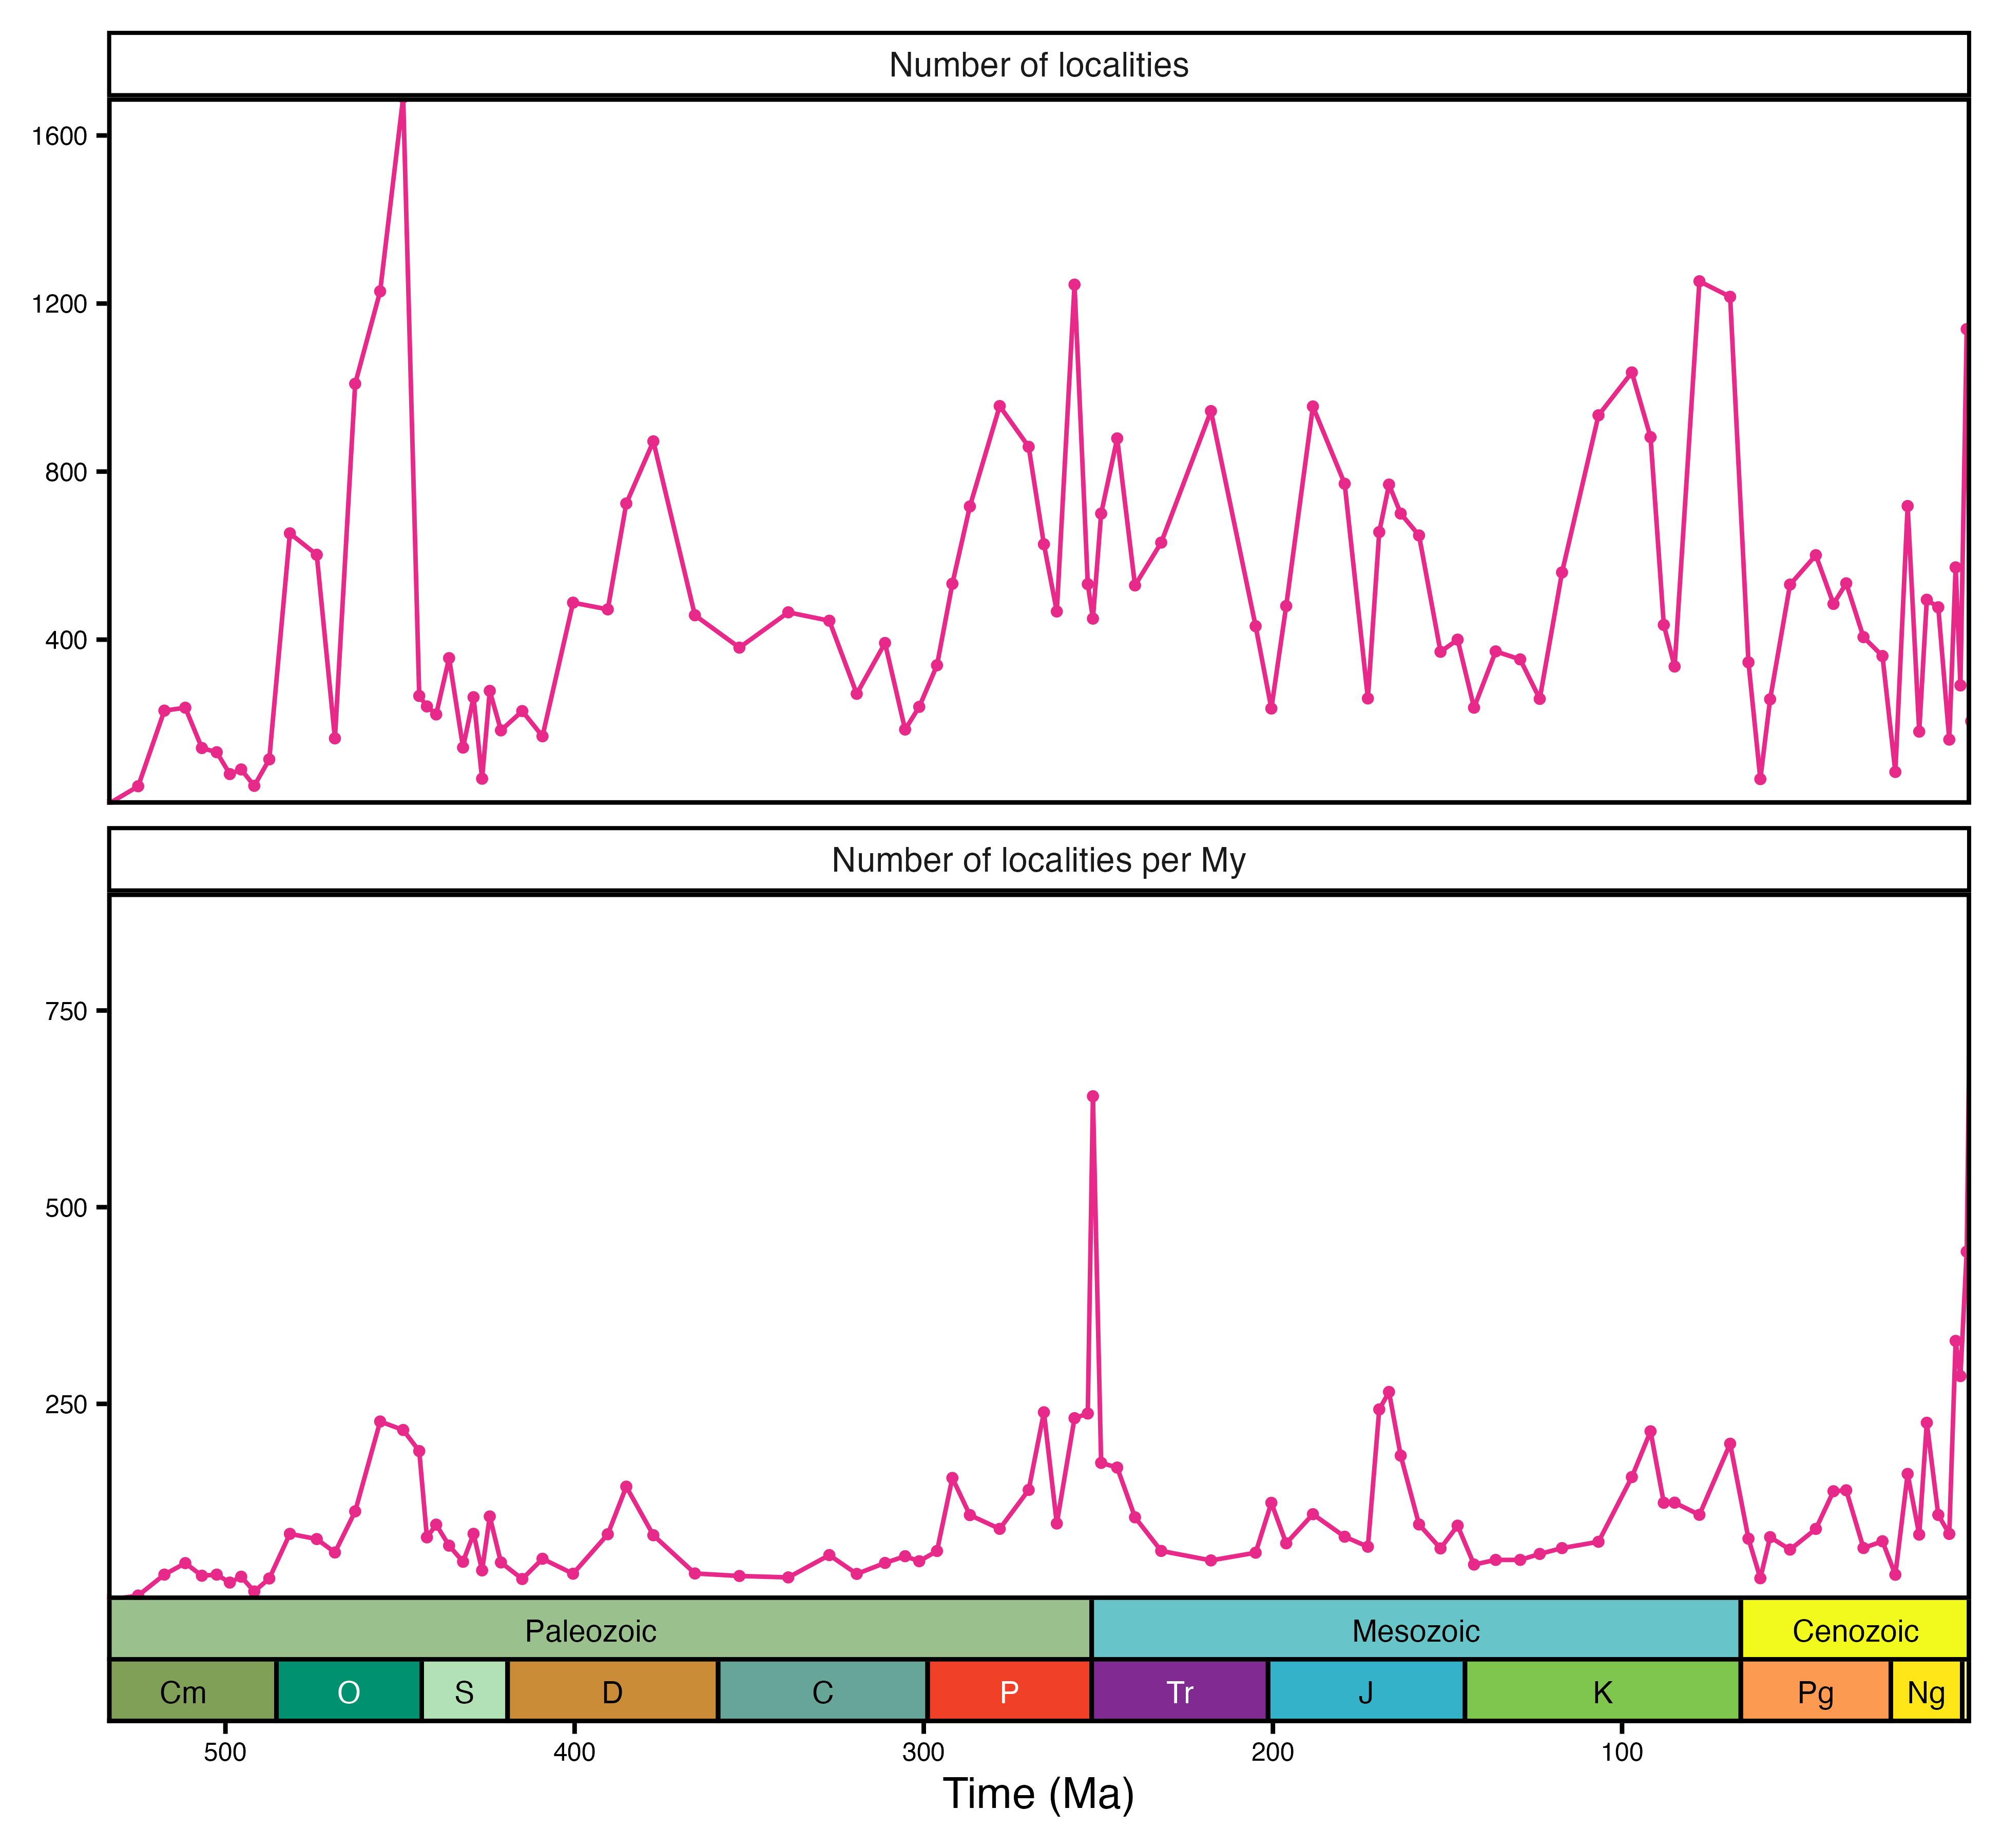 Number of localities
1600
1200
800
400
Number of localities per My
750
500
250
Paleozoic Mesozoic Cenozoic
Cm O S D C P Tr J K Pg Ng
500 400 300 200 100
Time (Ma)